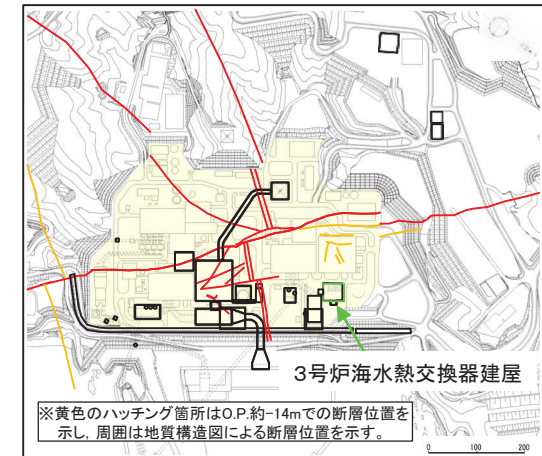 3号炉海水熱交換器建屋
※黄色のハッチング箇所はO.P.約-14mでの断層位置を
示し，周囲は地質構造図による断層位置を示す。
0 100 200